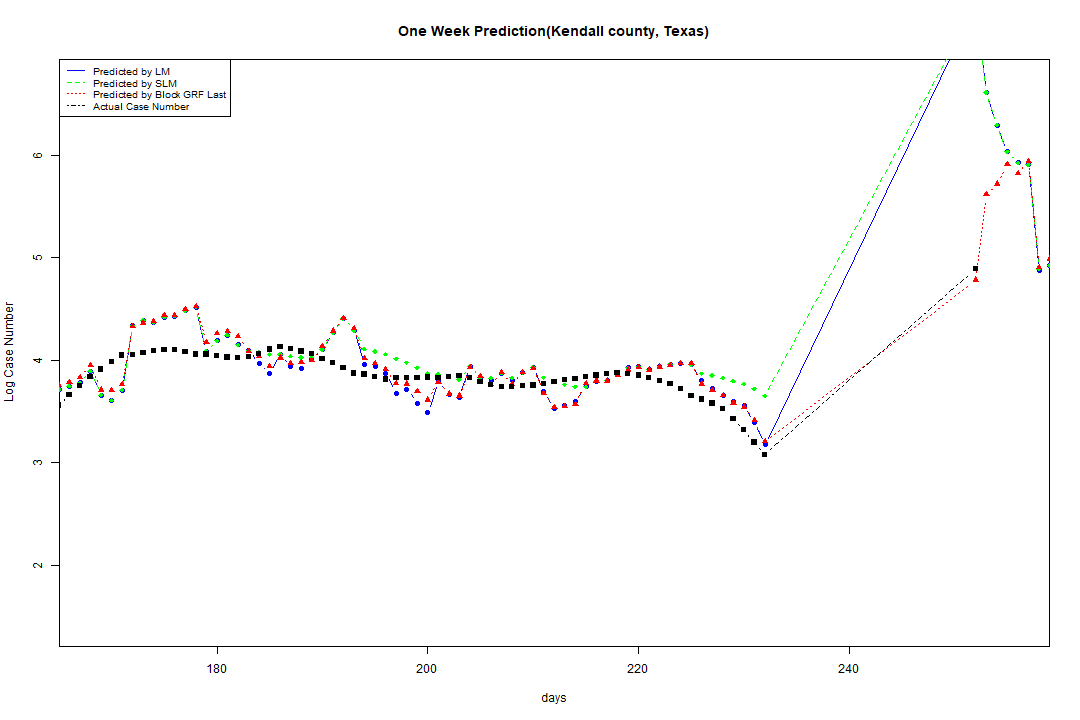 One Week Prediction(Kendall county, Texas)
Predicted by LM
Predicted by SLM
Predicted by Block GRF Last
Actual Case Number
6
5
4
3
2
Log Case Number
180 200 220 240
days